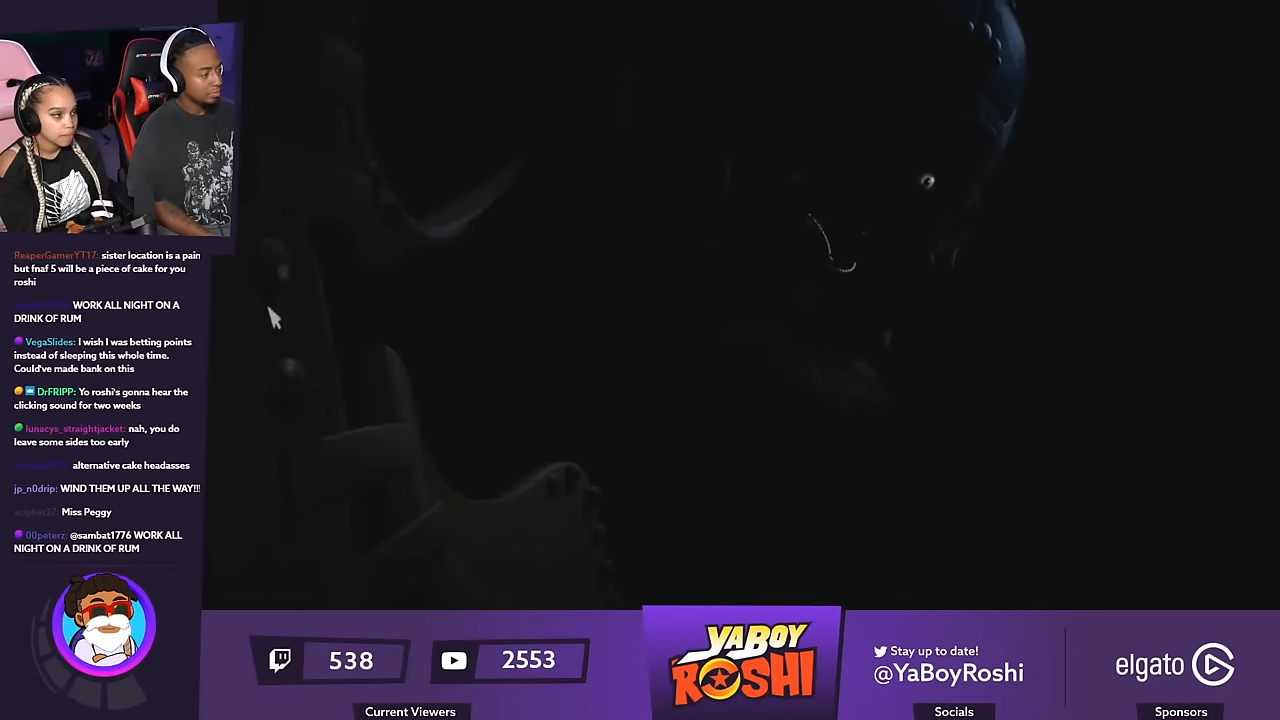 ReaperGamerYT17: sister location is a pain
but fnaf 5 will be a piece of cake for you
roshi
WORK ALL NIGHT ON A
DRINK OF RUM
VegaSlides: I wish I was betting points
instead of sleeping this whole time.
Could've made bank on this
DrFRIPP: Yo roshi's gonna hear the
clicking sound for two weeks
lunacys_straightjacket: nah, you do
leave some sides too early
alternative cake headasses
jp_n0drip: WIND THEM UP ALL THE WAY!!!
xcipher27: Miss Peggy
00peterz: @sambat1776 WORK ALL
NIGHT ON A DRINK OF RUM
538
2553
Current Viewers
YABOY
ROSHI
Stay up to date!
@YaBoyRoshi
Socials
elgato
Sponsors